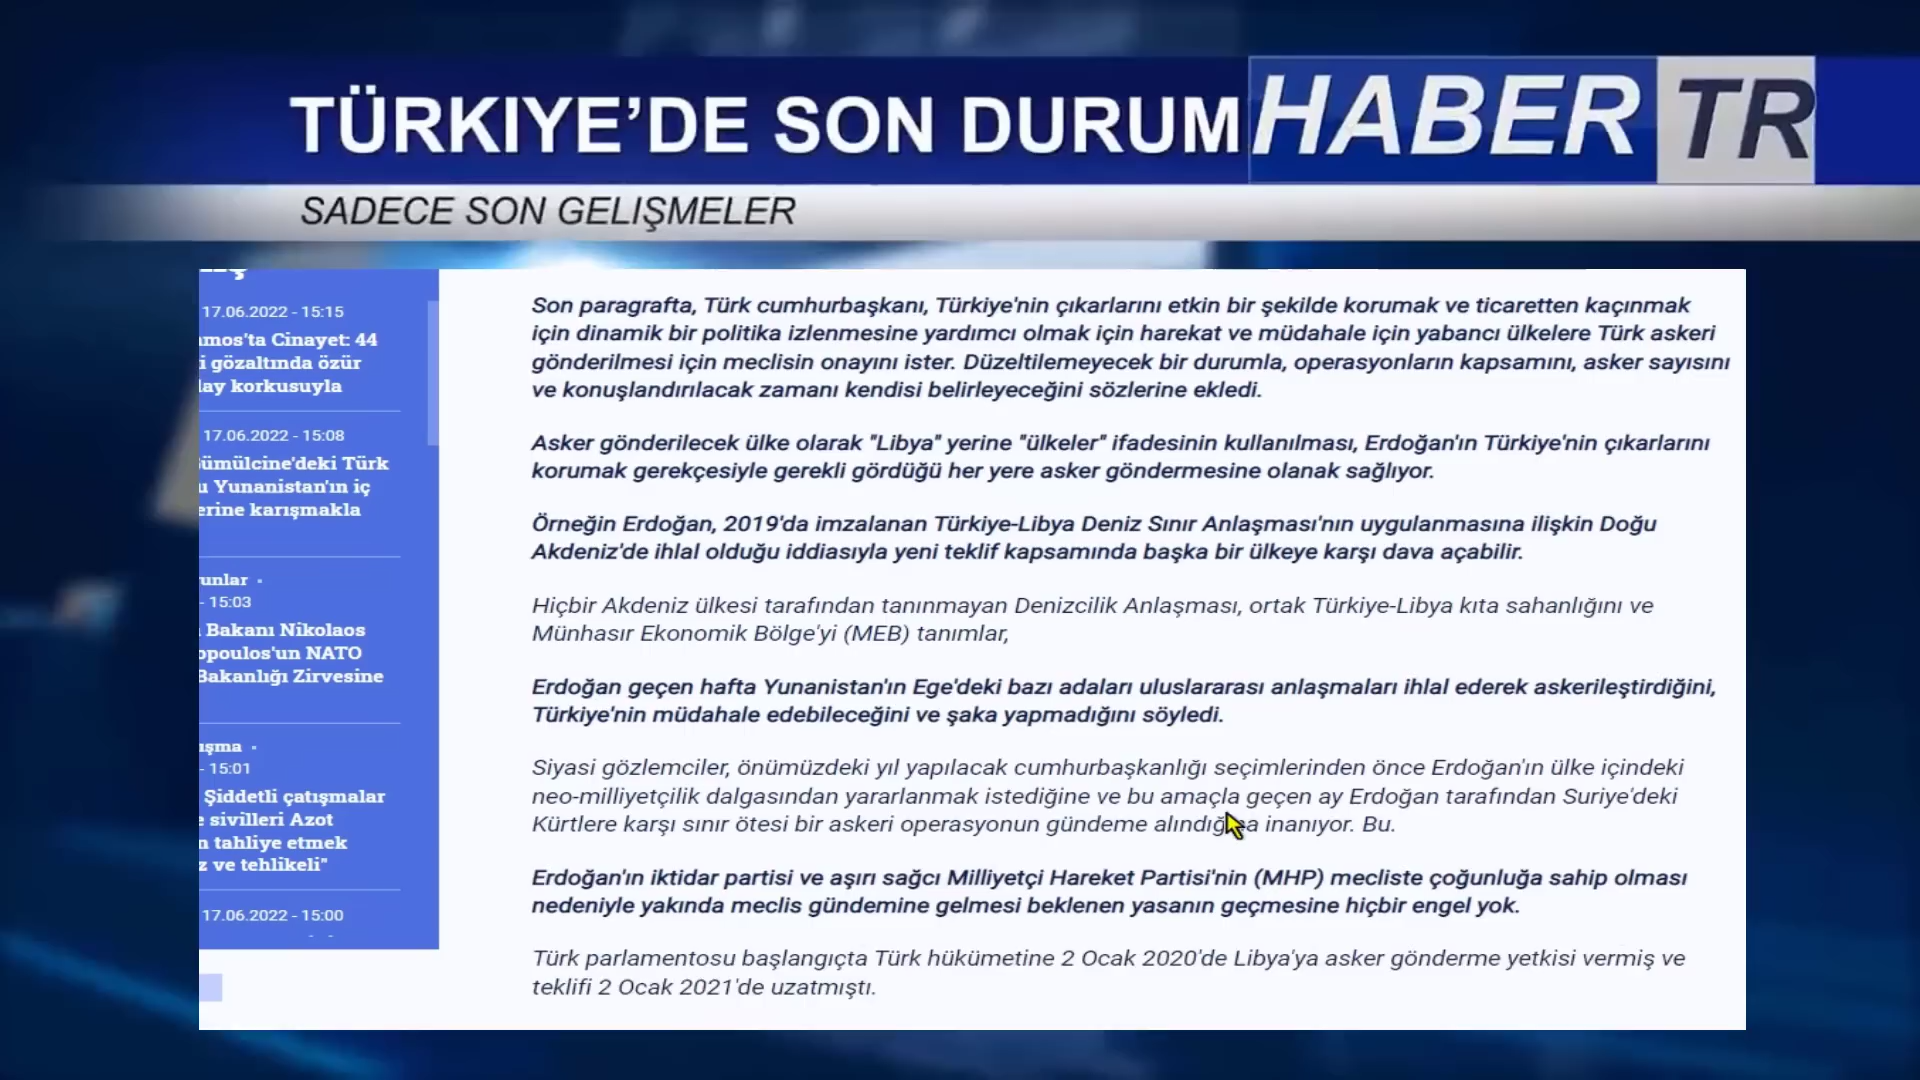 TÜRKIYE’DE SON DURUM
HABER TR
SADECE SON GELIŞMELER
17.06.2022 - 15:15
amos'ta Cinayet: 44
i gözaltında özür
lay korkusuyla
17.06.2022 - 15:08
Gümülcine'deki Türk
u Yunanistan'ın iç
erine karışmakla
runlar
- 15:03
Bakanı Nikolaos
opoulos'un NATO
Bakanlığı Zirvesine
ışma
- 15:01
Şiddetli çatışmalar
e sivilleri Azot
n tahliye etmek
z ve tehlikeli"
17.06.2022 - 15:00
Son paragrafta, Türk cumhurbaşkanı, Türkiye'nin çıkarlarını etkin bir şekilde korumak ve ticaretten kaçınmak
için dinamik bir politika izlenmesine yardımcı olmak için harekat ve müdahale için yabancı ülkelere Türk askeri
gönderilmesi için meclisin onayını ister. Düzeltilemeyecek bir durumla, operasyonların kapsamını, asker sayısını
ve konuşlandırılacak zamanı kendisi belirleyeceğini sözlerine ekledi.
Asker gönderilecek ülke olarak "Libya" yerine "ülkeler" ifadesinin kullanılması, Erdoğan'ın Türkiye'nin çıkarlarını
korumak gerekçesiyle gerekli gördüğü her yere asker göndermesine olanak sağlıyor.
Örneğin Erdoğan, 2019'da imzalanan Türkiye-Libya Deniz Sınır Anlaşması'nın uygulanmasına ilişkin Doğu
Akdeniz'de ihlal olduğu iddiasıyla yeni teklif kapsamında başka bir ülkeye karşı dava açabilir.
Hiçbir Akdeniz ülkesi tarafından tanınmayan Denizcilik Anlaşması, ortak Türkiye-Libya kıta sahanlığını ve
Münhasır Ekonomik Bölge'yi (MEB) tanımlar,
Erdoğan geçen hafta Yunanistan'ın Ege'deki bazı adaları uluslararası anlaşmaları ihlal ederek askerileştirdiğini,
Türkiye'nin müdahale edebileceğini ve şaka yapmadığını söyledi.
Siyasi gözlemciler, önümüzdeki yıl yapılacak cumhurbaşkanlığı seçimlerinden önce Erdoğan'ın ülke içindeki
neo-milliyetçilik dalgasından yararlanmak istediğine ve bu amaçla geçen ay Erdoğan tarafından Suriye'deki
Kürtlere karşı sınır ötesi bir askeri operasyonun gündeme alındığına inanıyor. Bu.
Erdoğan'ın iktidar partisi ve aşırı sağcı Milliyetçi Hareket Partisi'nin (MHP) mecliste çoğunluğa sahip olması
nedeniyle yakında meclis gündemine gelmesi beklenen yasanın geçmesine hiçbir engel yok.
Türk parlamentosu başlangıçta Türk hükümetine 2 Ocak 2020'de Libya'ya asker gönderme yetkisi vermiş ve
teklifi 2 Ocak 2021'de uzatmıştı.